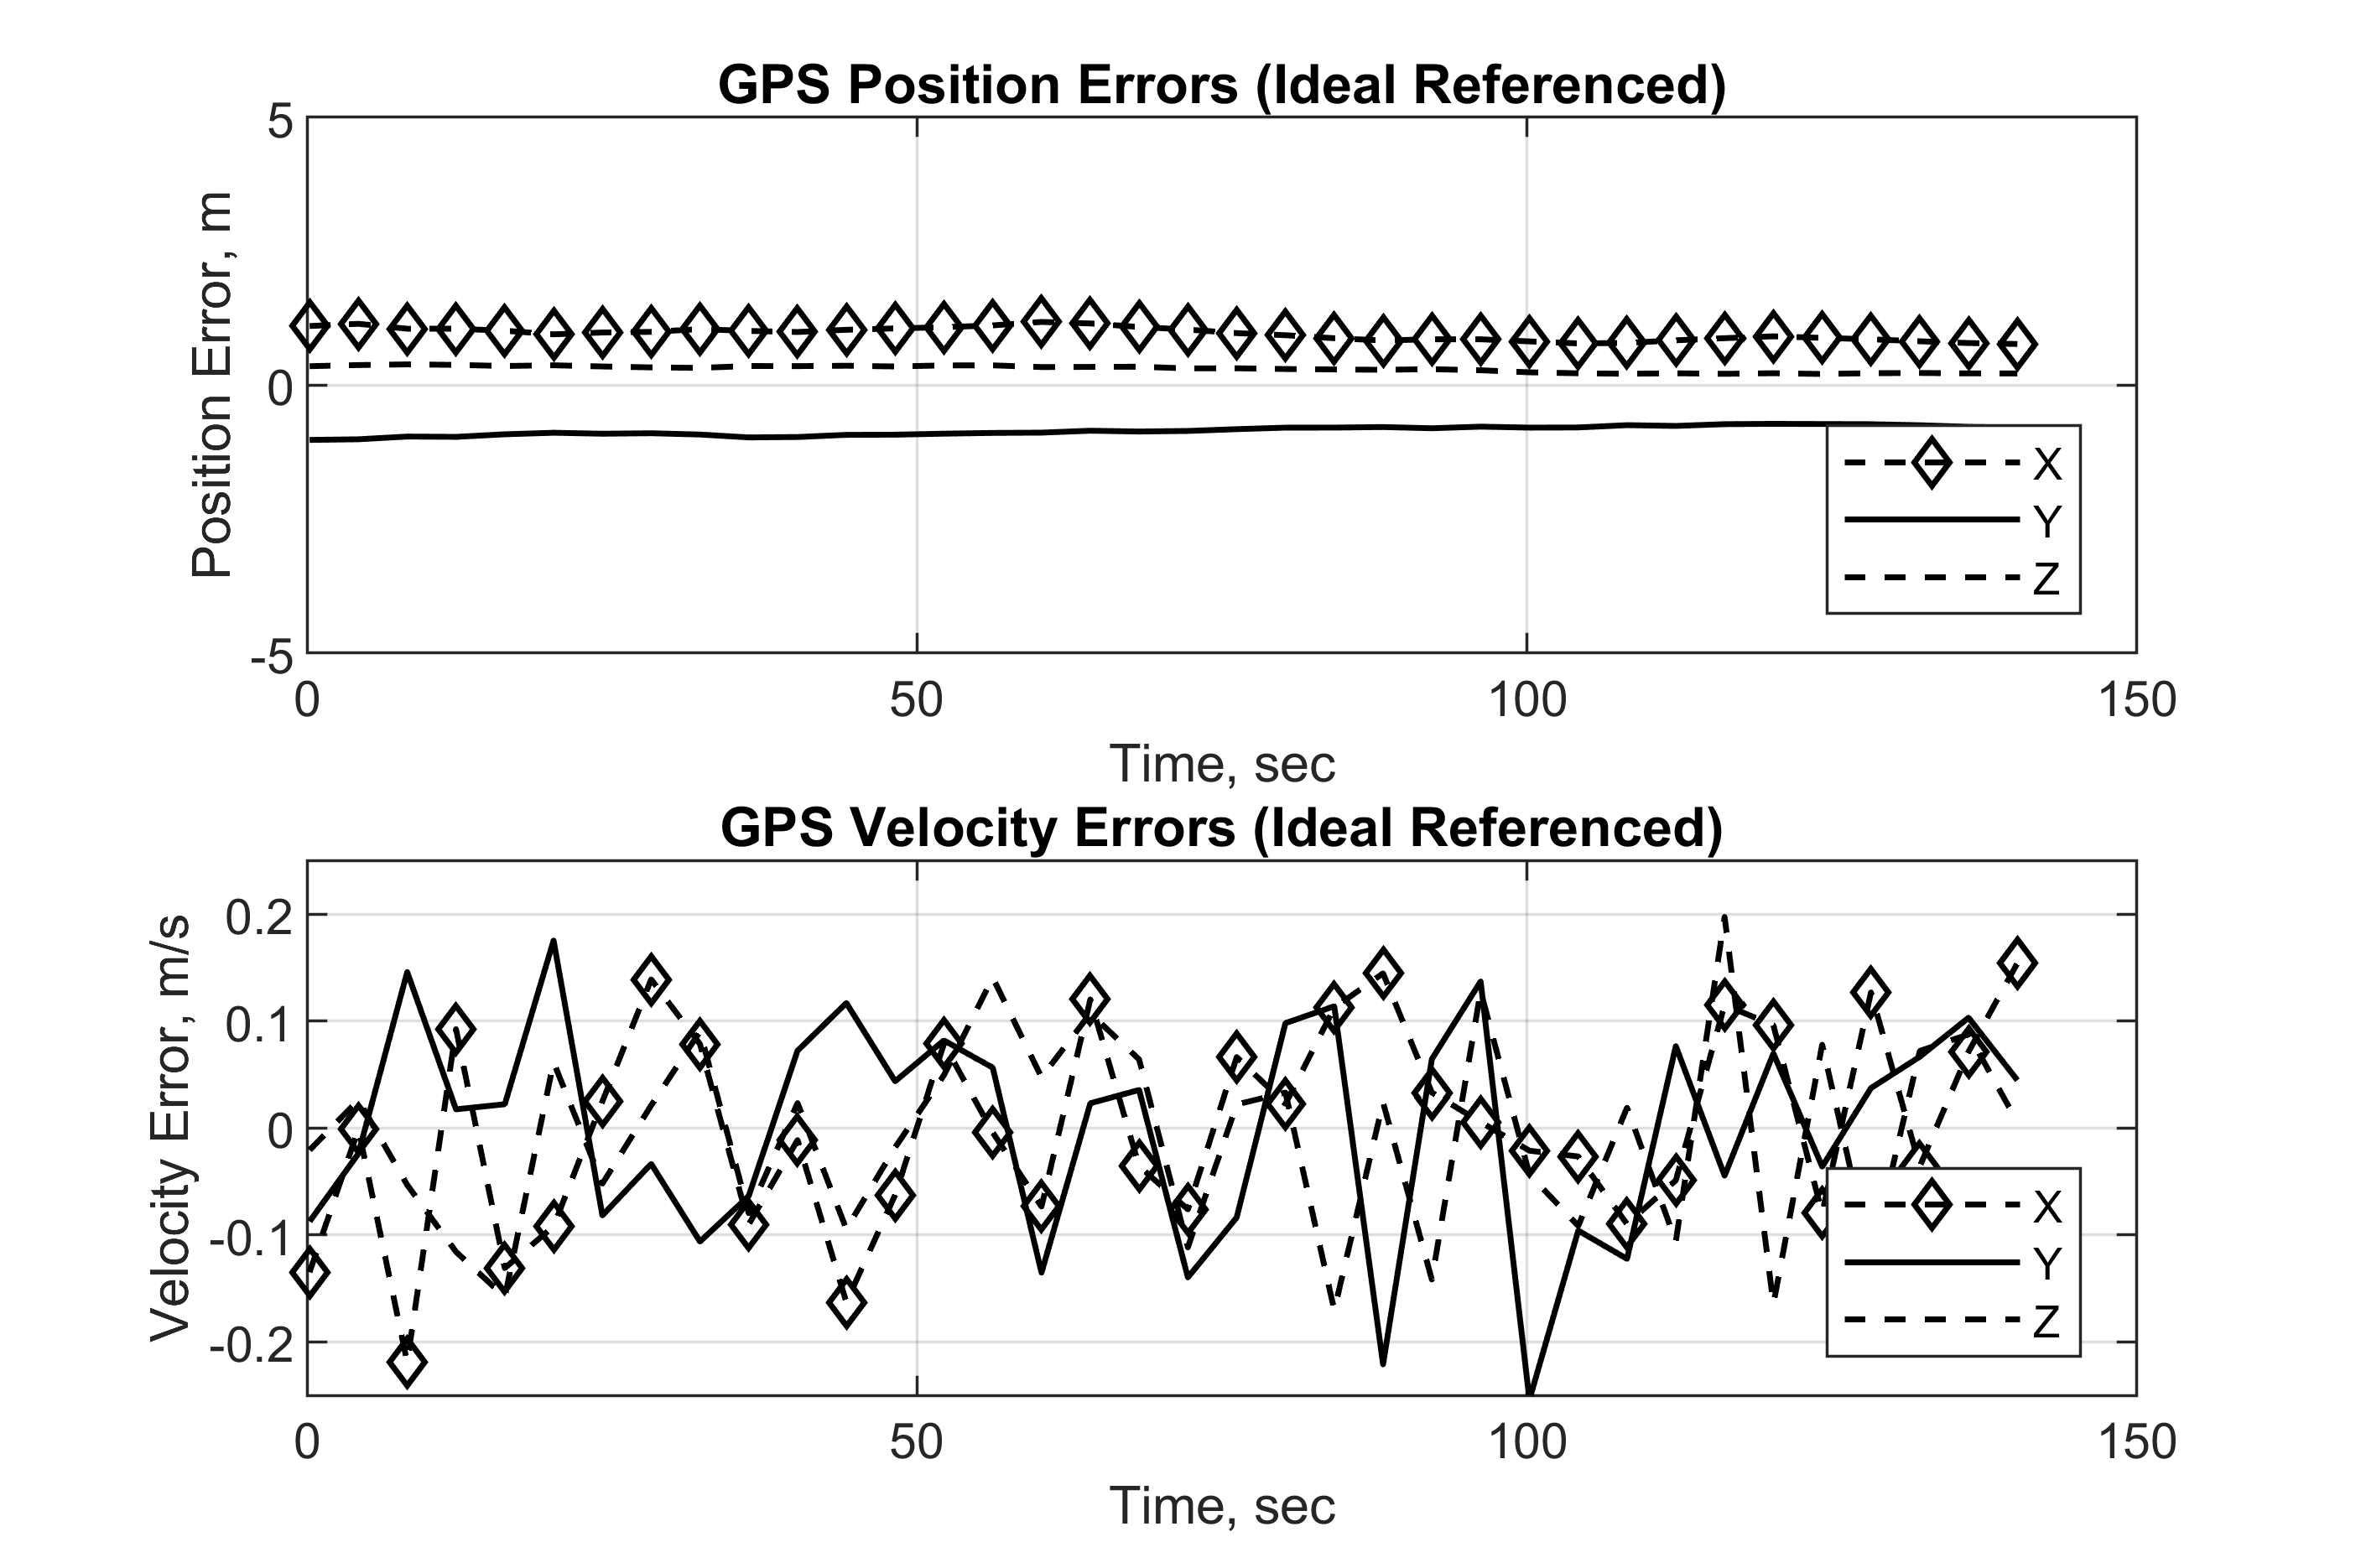 GPS Position Errors (Ideal Referenced)
5
0
-5
Position Error, m
X
Y
Z
0 50 100 150
Time, sec
GPS Velocity Errors (Ideal Referenced)
0.2
0.1
0
-0.1
-0.2
Velocity Error, m/s
X
Y
Z
0 50 100 150
Time, sec